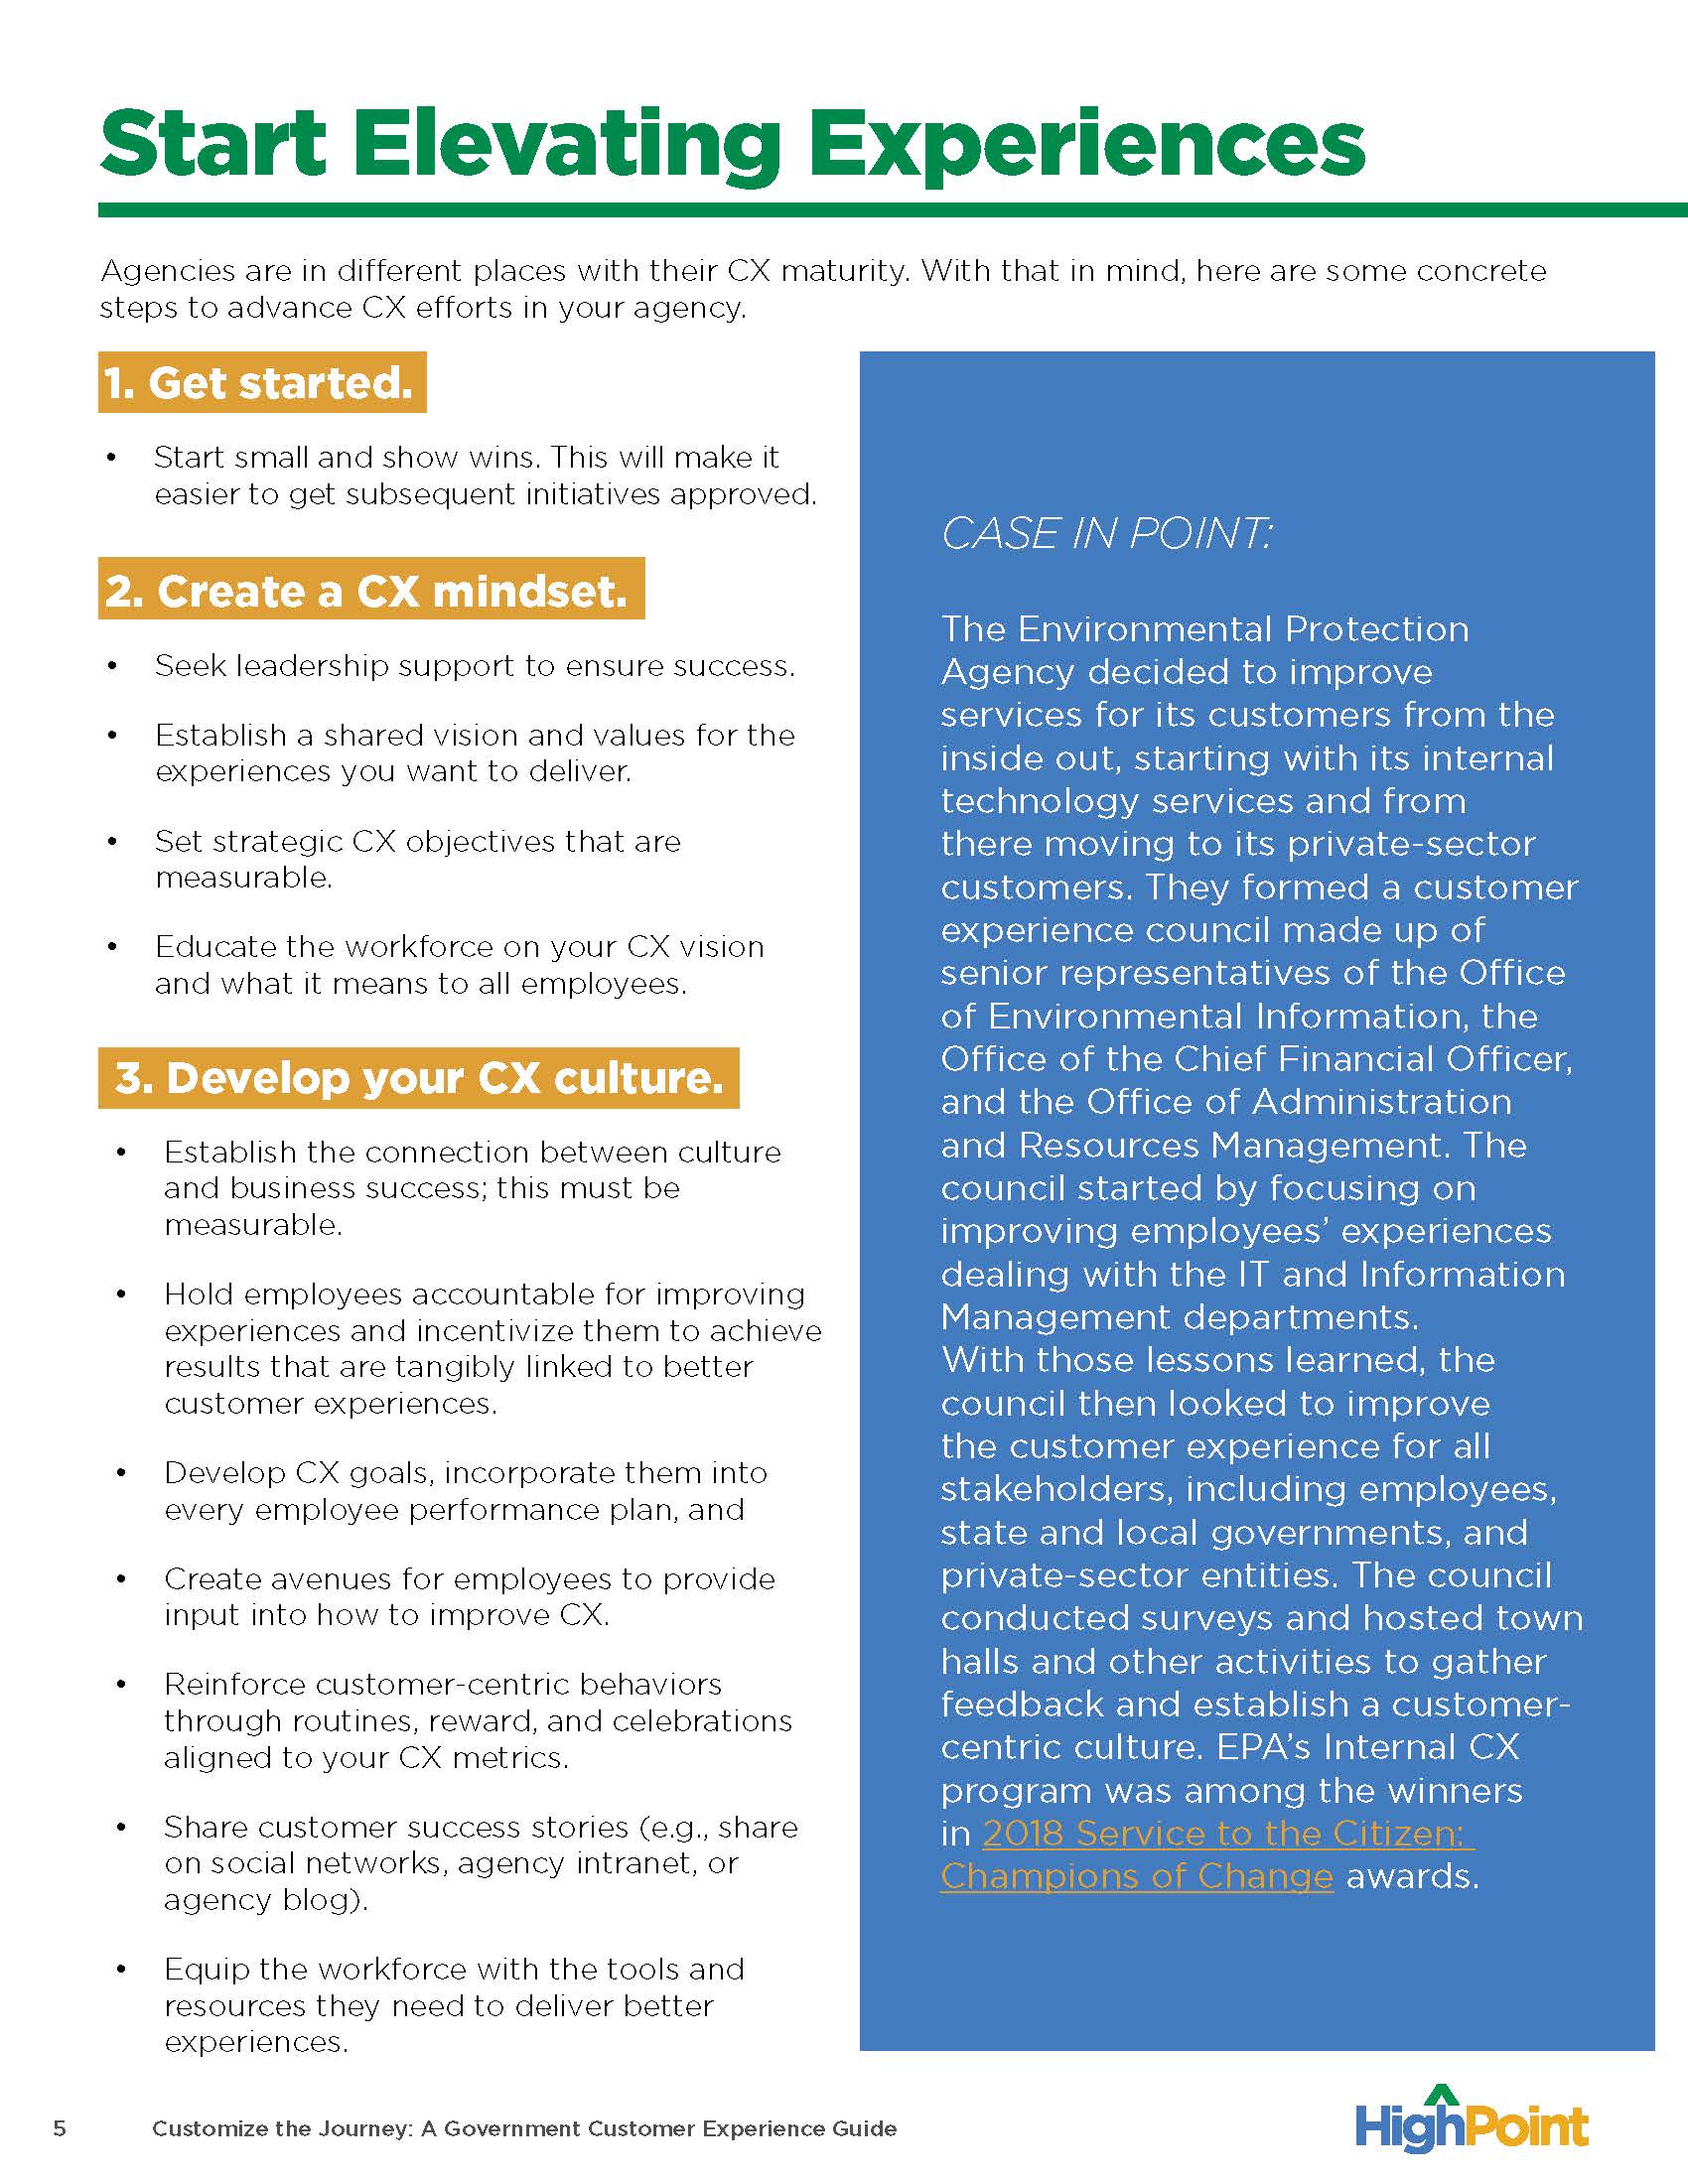 Start Elevating Experiences
Agencies are in different places with their CX maturity. With that in mind, here are some concrete
steps to advance CX efforts in your agency.
1. Get started.
• Start small and show wins. This will make it
easier to get subsequent initiatives approved.
2. Create a CX mindset.
• Seek leadership support to ensure success.
• Establish a shared vision and values for the
experiences you want to deliver.
• Set strategic CX objectives that are
measurable.
• Educate the workforce on your CX vision
and what it means to all employees.
3. Develop your CX culture.
• Establish the connection between culture
and business success; this must be
measurable.
• Hold employees accountable for improving
experiences and incentivize them to achieve
results that are tangibly linked to better
customer experiences.
• Develop CX goals, incorporate them into
every employee performance plan, and
• Create avenues for employees to provide
input into how to improve CX.
• Reinforce customer-centric behaviors
through routines, reward, and celebrations
aligned to your CX metrics.
• Share customer success stories (e.g., share
on social networks, agency intranet, or
agency blog).
• Equip the workforce with the tools and
resources they need to deliver better
experiences.
CASE IN POINT:
The Environmental Protection
Agency decided to improve
services for its customers from the
inside out, starting with its internal
technology services and from
there moving to its private-sector
customers. They formed a customer
experience council made up of
senior representatives of the Office
of Environmental Information, the
Office of the Chief Financial Officer,
and the Office of Administration
and Resources Management. The
council started by focusing on
improving employees’ experiences
dealing with the IT and Information
Management departments.
With those lessons learned, the
council then looked to improve
the customer experience for all
stakeholders, including employees,
state and local governments, and
private-sector entities. The council
conducted surveys and hosted town
halls and other activities to gather
feedback and establish a customer-
centric culture. EPA’s Internal CX
program was among the winners
in 2018 Service to the Citizen:
Champions of Change awards.
5 Customize the Journey: A Government Customer Experience Guide
HighPoint